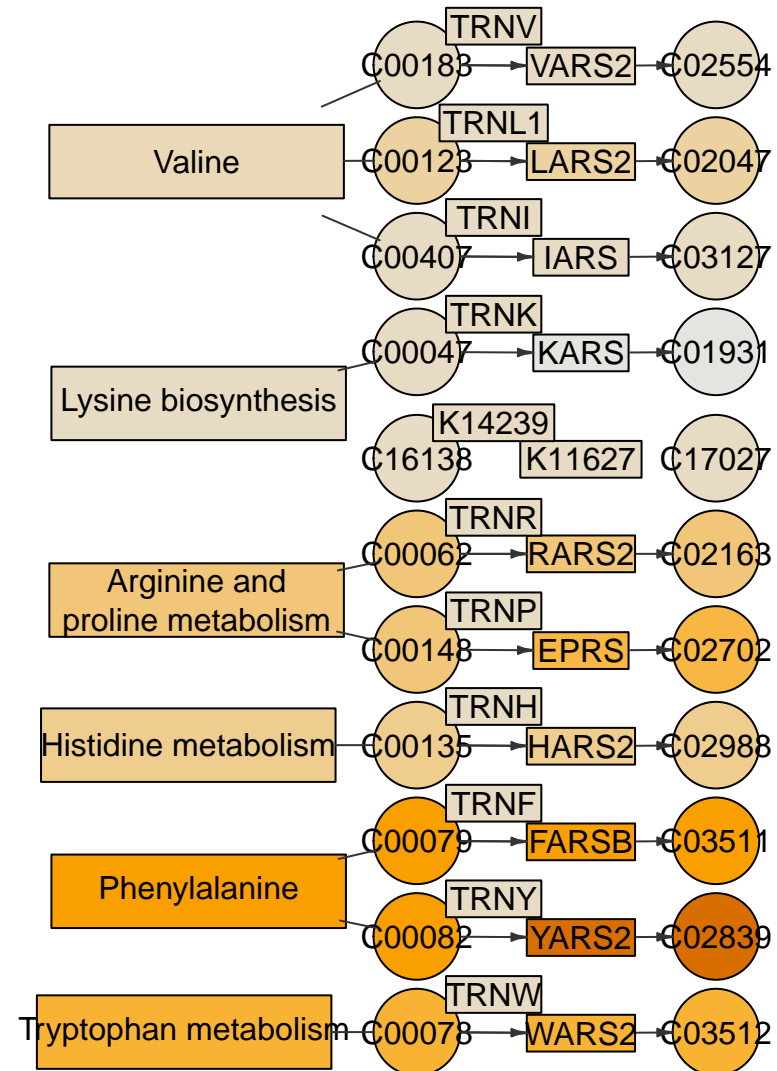 TRNV
C00183
VARS2
C02554
TRNL1
Valine
C00123
LARS2
C02047
TRNI
C00407
IARS
C03127
TRNK
C00047
KARS
C01931
Lysine biosynthesis
K14239
C16138
K11627
C17027
TRNR
C00062
RARS2
C02163
Arginine and
proline metabolism
TRNP
C00148
EPRS
C02702
TRNH
Histidine metabolism
C00135
HARS2
C02988
TRNF
C00079
FARSB
C03511
Phenylalanine
TRNY
C00082
YARS2
C02839
TRNW
Tryptophan metabolism
C00078
WARS2
C03512